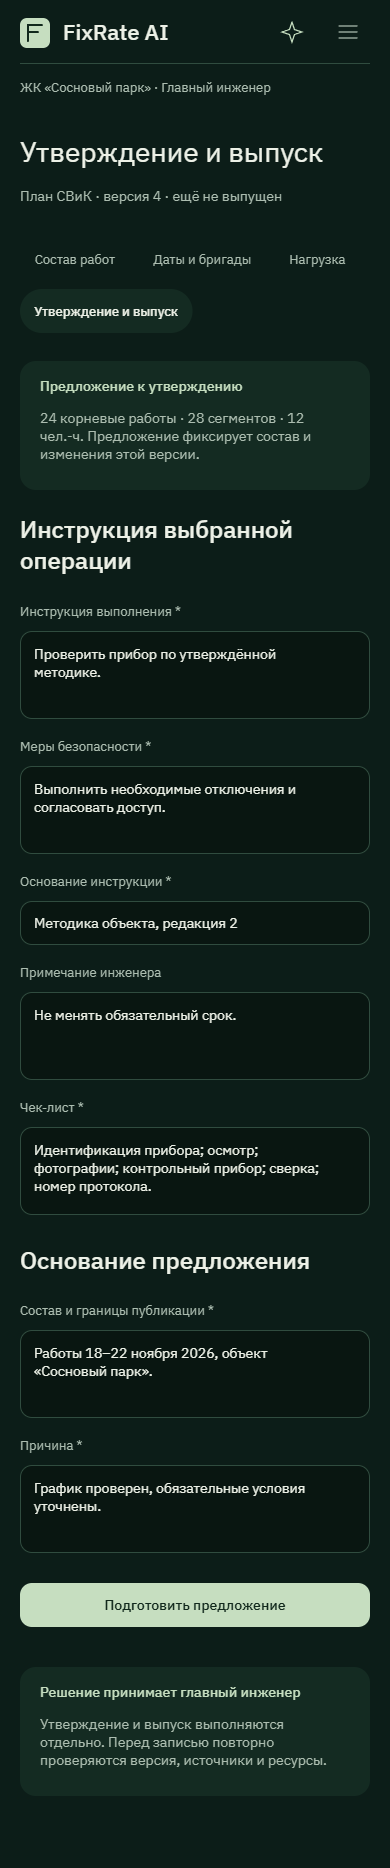 FixRate AI
ЖК «Сосновый парк» · Главный инженер
Утверждение и выпуск
План СВиК · версия 4 · ещё не выпущен
Состав работ Даты и бригады Нагрузка
Утверждение и выпуск
Предложение к утверждению
24 корневые работы · 28 сегментов · 12
чел.-ч. Предложение фиксирует состав и
изменения этой версии.
Инструкция выбранной
операции
Инструкция выполнения *
Проверить прибор по утверждённой
методике.
Меры безопасности *
Выполнить необходимые отключения и
согласовать доступ.
Основание инструкции *
Методика объекта, редакция 2
Примечание инженера
Не менять обязательный срок.
Чек-лист *
Идентификация прибора; осмотр;
фотографии; контрольный прибор; сверка;
номер протокола.
Основание предложения
Состав и границы публикации *
Работы 18–22 ноября 2026, объект
«Сосновый парк».
Причина *
График проверен, обязательные условия
уточнены.
Подготовить предложение
Решение принимает главный инженер
Утверждение и выпуск выполняются
отдельно. Перед записью повторно
проверяются версия, источники и ресурсы.